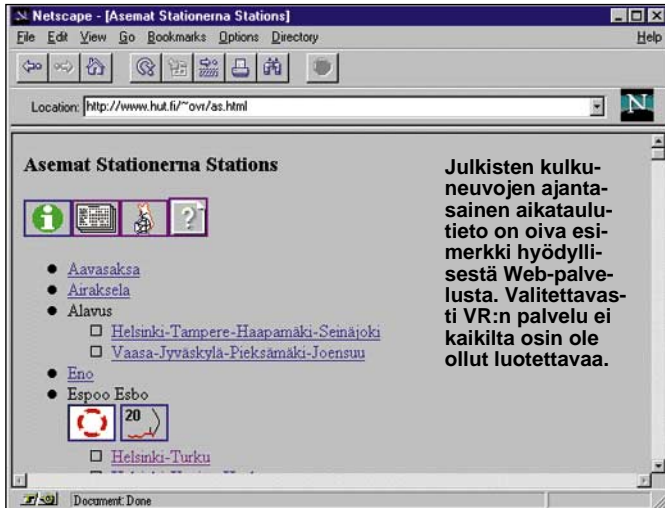 Netscape - [Asemat Stationerna Stations]
File Edit View Go Bookmarks Options Directory Help
Location: http://www.hut.fi/~ovr/as.html
N
Asemat Stationerna Stations
Julkisten kulku-
neuvojen ajanta-
sainen aikataulu-
tieto on oiva esi-
merkki hyödylli-
sestä Web-palve-
lusta. Valitettavas-
ti VR:n palvelu ei
kaikilta osin ole
ollut luotettavaa.
i
?
Aavasaksa
Airaksela
Alavus
Helsinki-Tampere-Haapamäki-Seinäjoki
Vaasa-Jyväskylä-Pieksämäki-Joensuu
Eno
Espoo Esbo
20
Helsinki-Turku
Document: Done